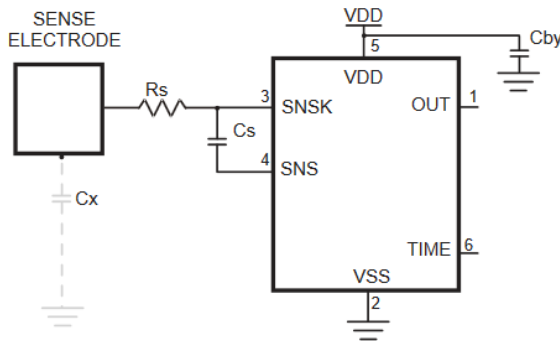 SENSE
ELECTRODE
VDD
Cby
5
VDD
Rs
3
SNSK
OUT
1
Cs
4
SNS
Cx
TIME
6
VSS
2